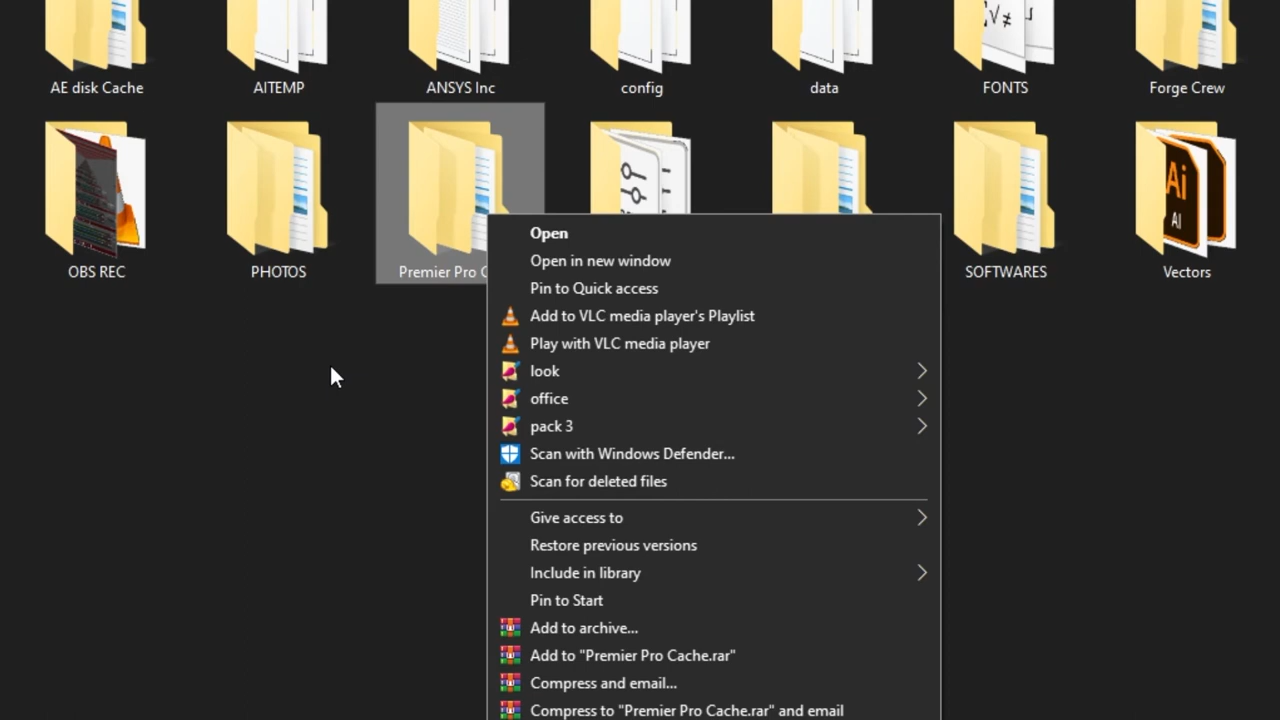 AE disk Cache
AITEMP
ANSYS Inc
config
data
FONTS
Forge Crew
OBS REC
PHOTOS
Premier Pro C
SOFTWARES
Ai
AI
Vectors
Open
Open in new window
Pin to Quick access
Add to VLC media player's Playlist
Play with VLC media player
look
office
pack 3
Scan with Windows Defender...
Scan for deleted files
Give access to
Restore previous versions
Include in library
Pin to Start
Add to archive...
Add to "Premier Pro Cache.rar"
Compress and email...
Compress to "Premier Pro Cache.rar" and email